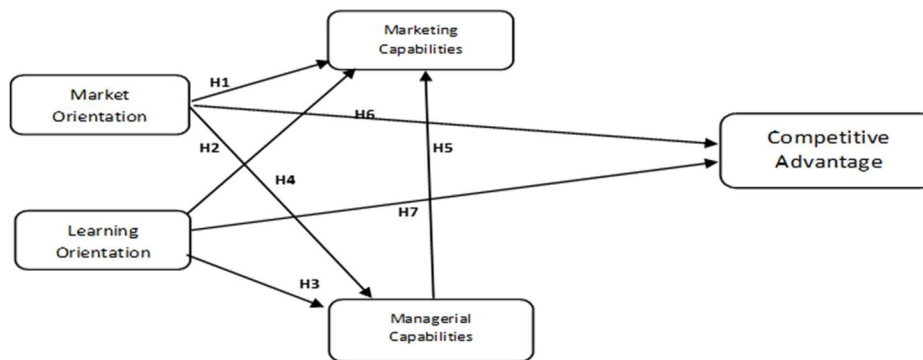 Marketing
Capabilities
H1
Market
Orientation
H6
Competitive
Advantage
H2
H5
H4
H7
Learning
Orientation
H3
Managerial
Capabilities